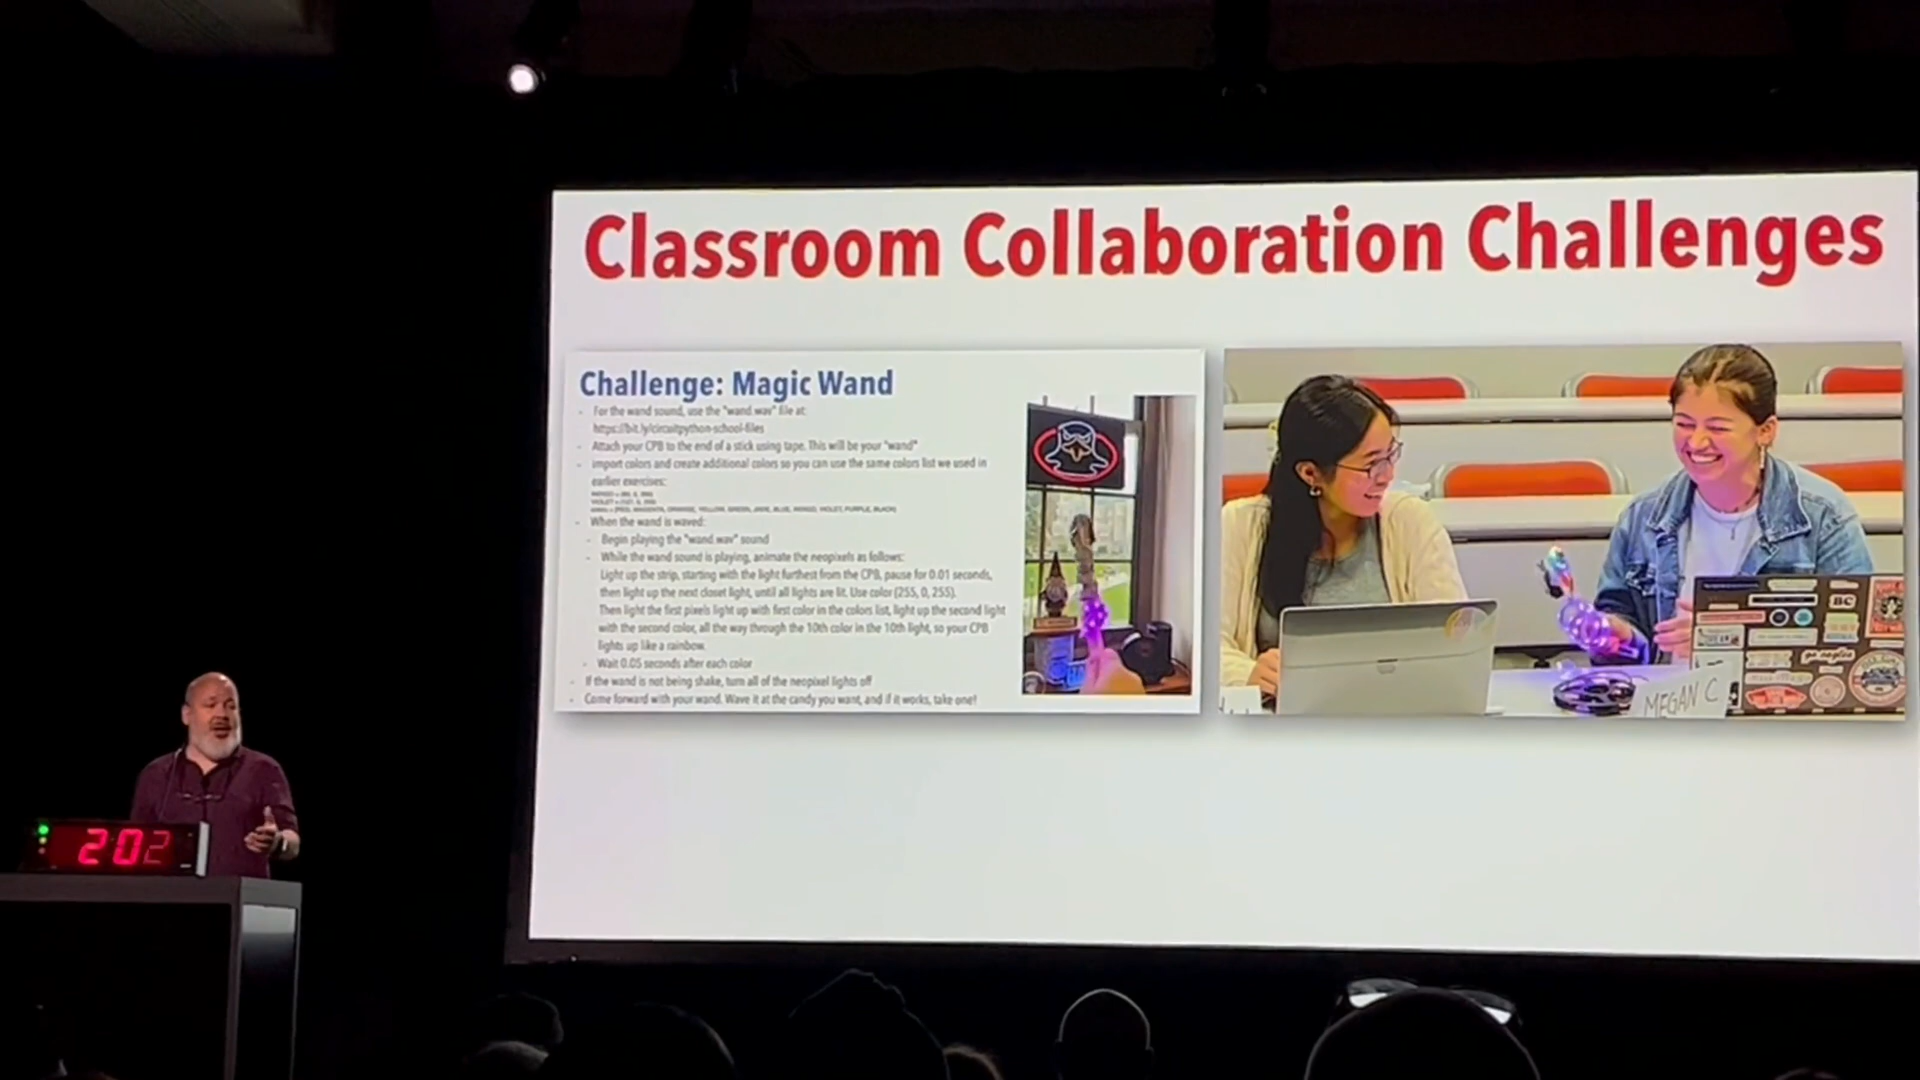 Classroom Collaboration Challenges
Challenge: Magic Wand
- For the wand sound, use the "wand.wav" file at:
https://bit.ly/circuitpython-school-files
- Attach your CPB to the end of a stick using tape. This will be your "wand"
- import colors and create additional colors so you can use the same colors list we used in
earlier exercises:
- When the wand is waved:
- Begin playing the "wand.wav" sound
- While the wand sound is playing, animate the neopixels as follows:
Light up the strip, starting with the light furthest from the CPB, pause for 0.01 seconds,
then light up the next closet light, until all lights are lit. Use color (255, 0, 255).
Then light the first pixels light up with first color in the colors list, light up the second light
with the second color, all the way through the 10th color in the 10th light, so your CPB
lights up like a rainbow.
- Wait 0.05 seconds after each color
- If the wand is not being shake, turn all of the neopixel lights off
- Come forward with your wand. Wave it at the candy you want, and if it works, take one!
BC
MEGAN C
202